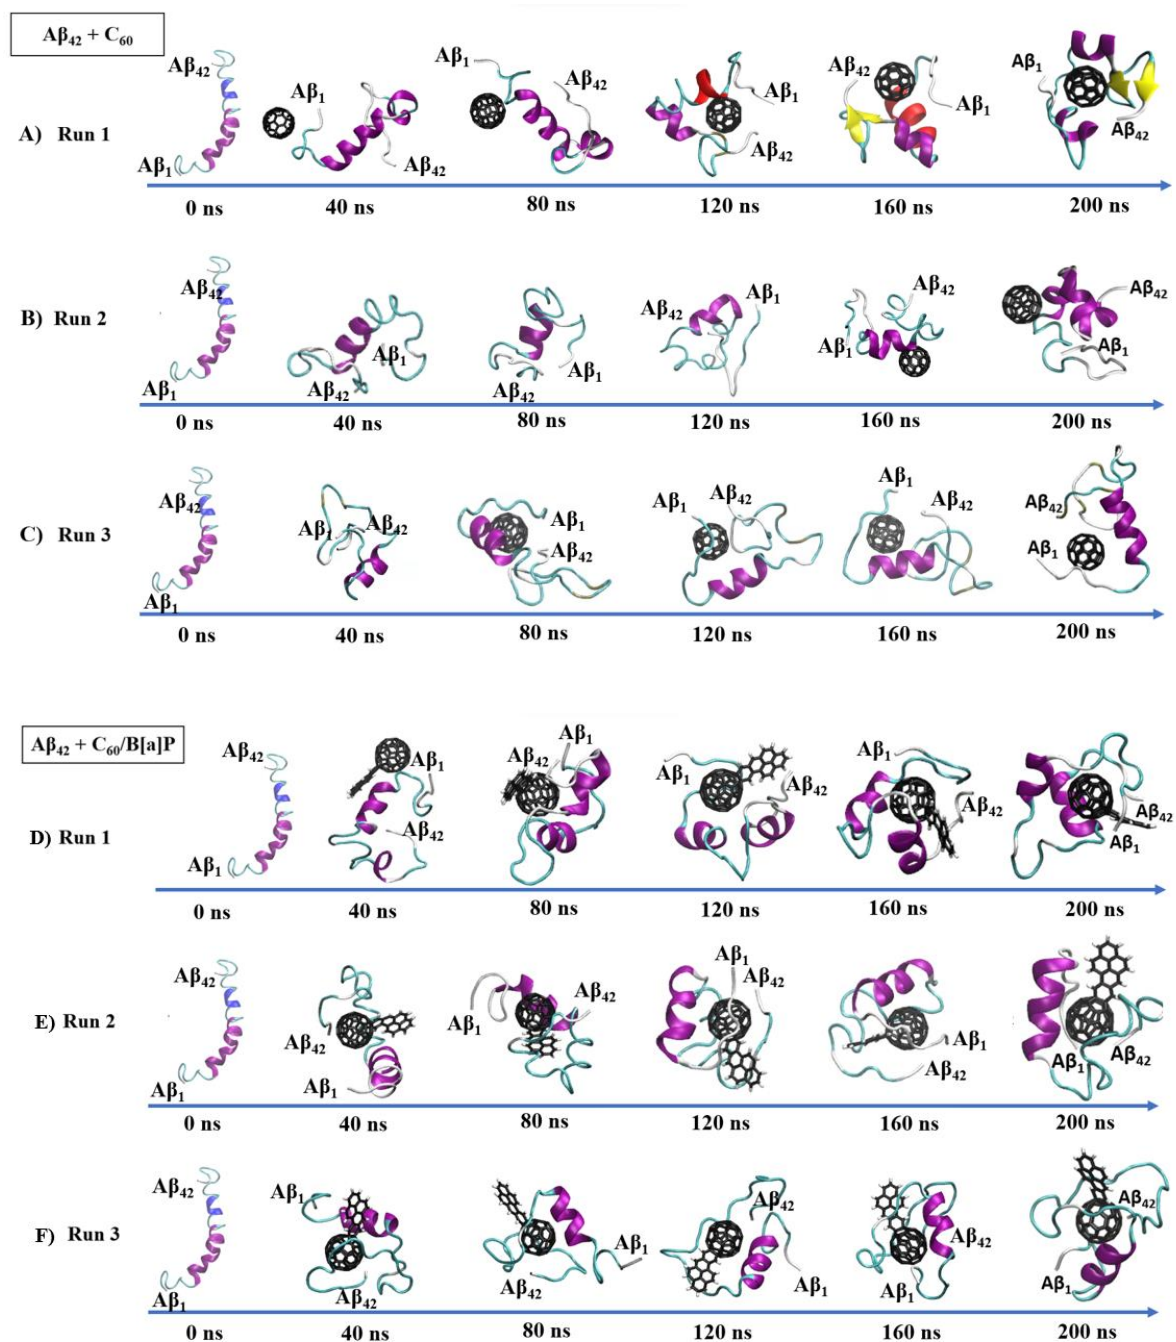 Aβ₄₂ + C₆₀
Aβ₄₂ Aβ₁ Aβ₁ Aβ₄₂ Aβ₁ Aβ₄₂ Aβ₁ Aβ₁
A) Run 1
Aβ₁ Aβ₄₂ Aβ₄₂ Aβ₄₂
0 ns 40 ns 80 ns 120 ns 160 ns 200 ns
Aβ₄₂ Aβ₄₂ Aβ₁ Aβ₄₂ Aβ₄₂
B) Run 2
Aβ₁ Aβ₁ Aβ₄₂ Aβ₁ Aβ₄₂ Aβ₁ Aβ₁
0 ns 40 ns 80 ns 120 ns 160 ns 200 ns
Aβ₄₂ Aβ₁ Aβ₄₂ Aβ₁ Aβ₁ Aβ₄₂ Aβ₁ Aβ₄₂ Aβ₄₂
C) Run 3
Aβ₁ Aβ₄₂ Aβ₁
0 ns 40 ns 80 ns 120 ns 160 ns 200 ns
Aβ₄₂ + C₆₀/B[a]P
Aβ₄₂ Aβ₁ Aβ₄₂ Aβ₁ Aβ₁ Aβ₄₂ Aβ₁ Aβ₄₂ Aβ₄₂
D) Run 1
Aβ₁ Aβ₄₂ Aβ₁
0 ns 40 ns 80 ns 120 ns 160 ns 200 ns
Aβ₄₂ Aβ₄₂ Aβ₁ Aβ₄₂ Aβ₁ Aβ₄₂ Aβ₁
E) Run 2
Aβ₁ Aβ₁ Aβ₄₂ Aβ₁ Aβ₄₂
0 ns 40 ns 80 ns 120 ns 160 ns 200 ns
Aβ₄₂ Aβ₁ Aβ₄₂ Aβ₄₂ Aβ₄₂
F) Run 3
Aβ₁ Aβ₄₂ Aβ₄₂ Aβ₁ Aβ₁ Aβ₁ Aβ₁
0 ns 40 ns 80 ns 120 ns 160 ns 200 ns